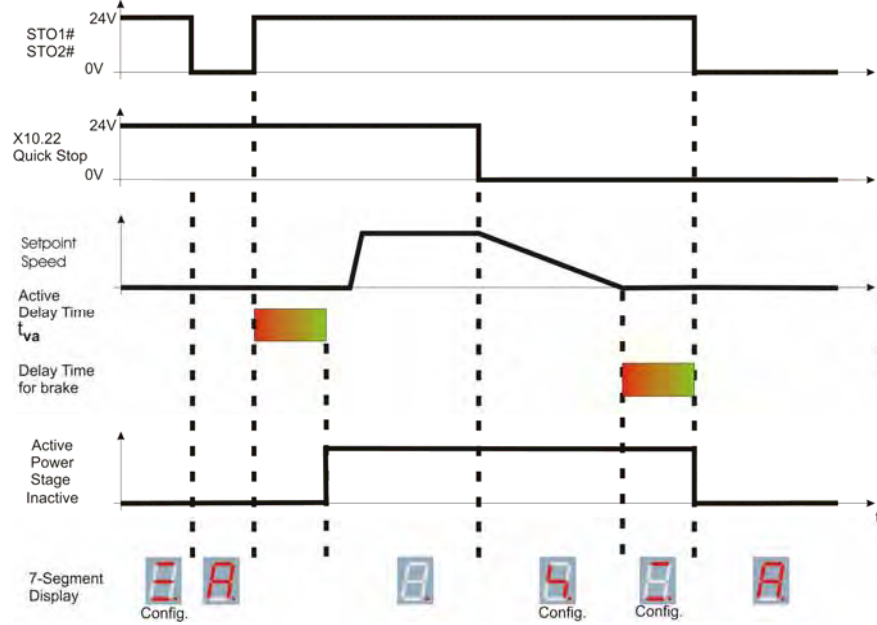 24V
STO1#
STO2#
0V
24V
X10.22
Quick Stop
0V
Setpoint
Speed
Active
Delay Time
tva
Delay Time
for brake
Active
Power
Stage
Inactive
t
7-Segment
Display
A
A
Config.
Config.
Config.